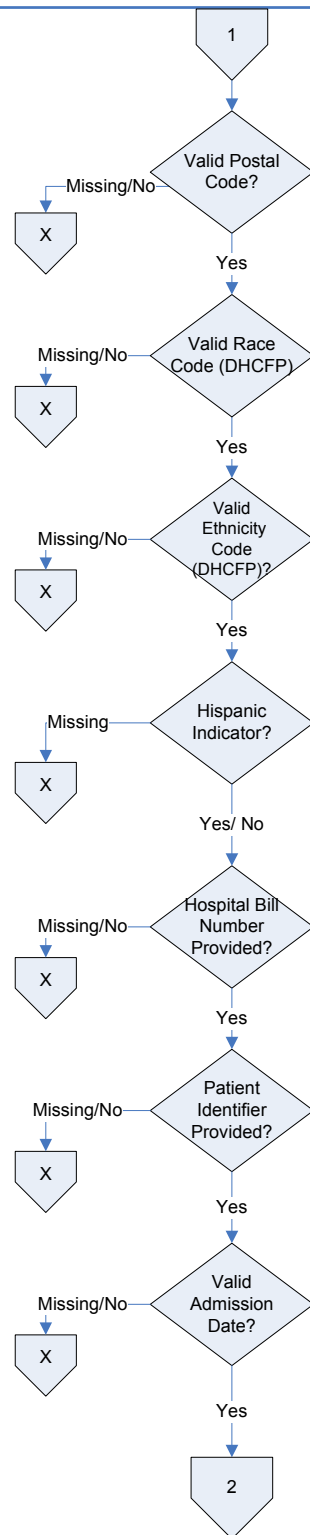 1
Valid Postal
Code?
Missing/No
X
Yes
Valid Race
Code (DHCFP)
Missing/No
X
Yes
Valid
Ethnicity
Code
(DHCFP)?
Missing/No
X
Yes
Hispanic
Indicator?
Missing
X
Yes/ No
Hospital Bill
Number
Provided?
Missing/No
X
Yes
Patient
Identifier
Provided?
Missing/No
X
Yes
Valid
Admission
Date?
Missing/No
X
Yes
2